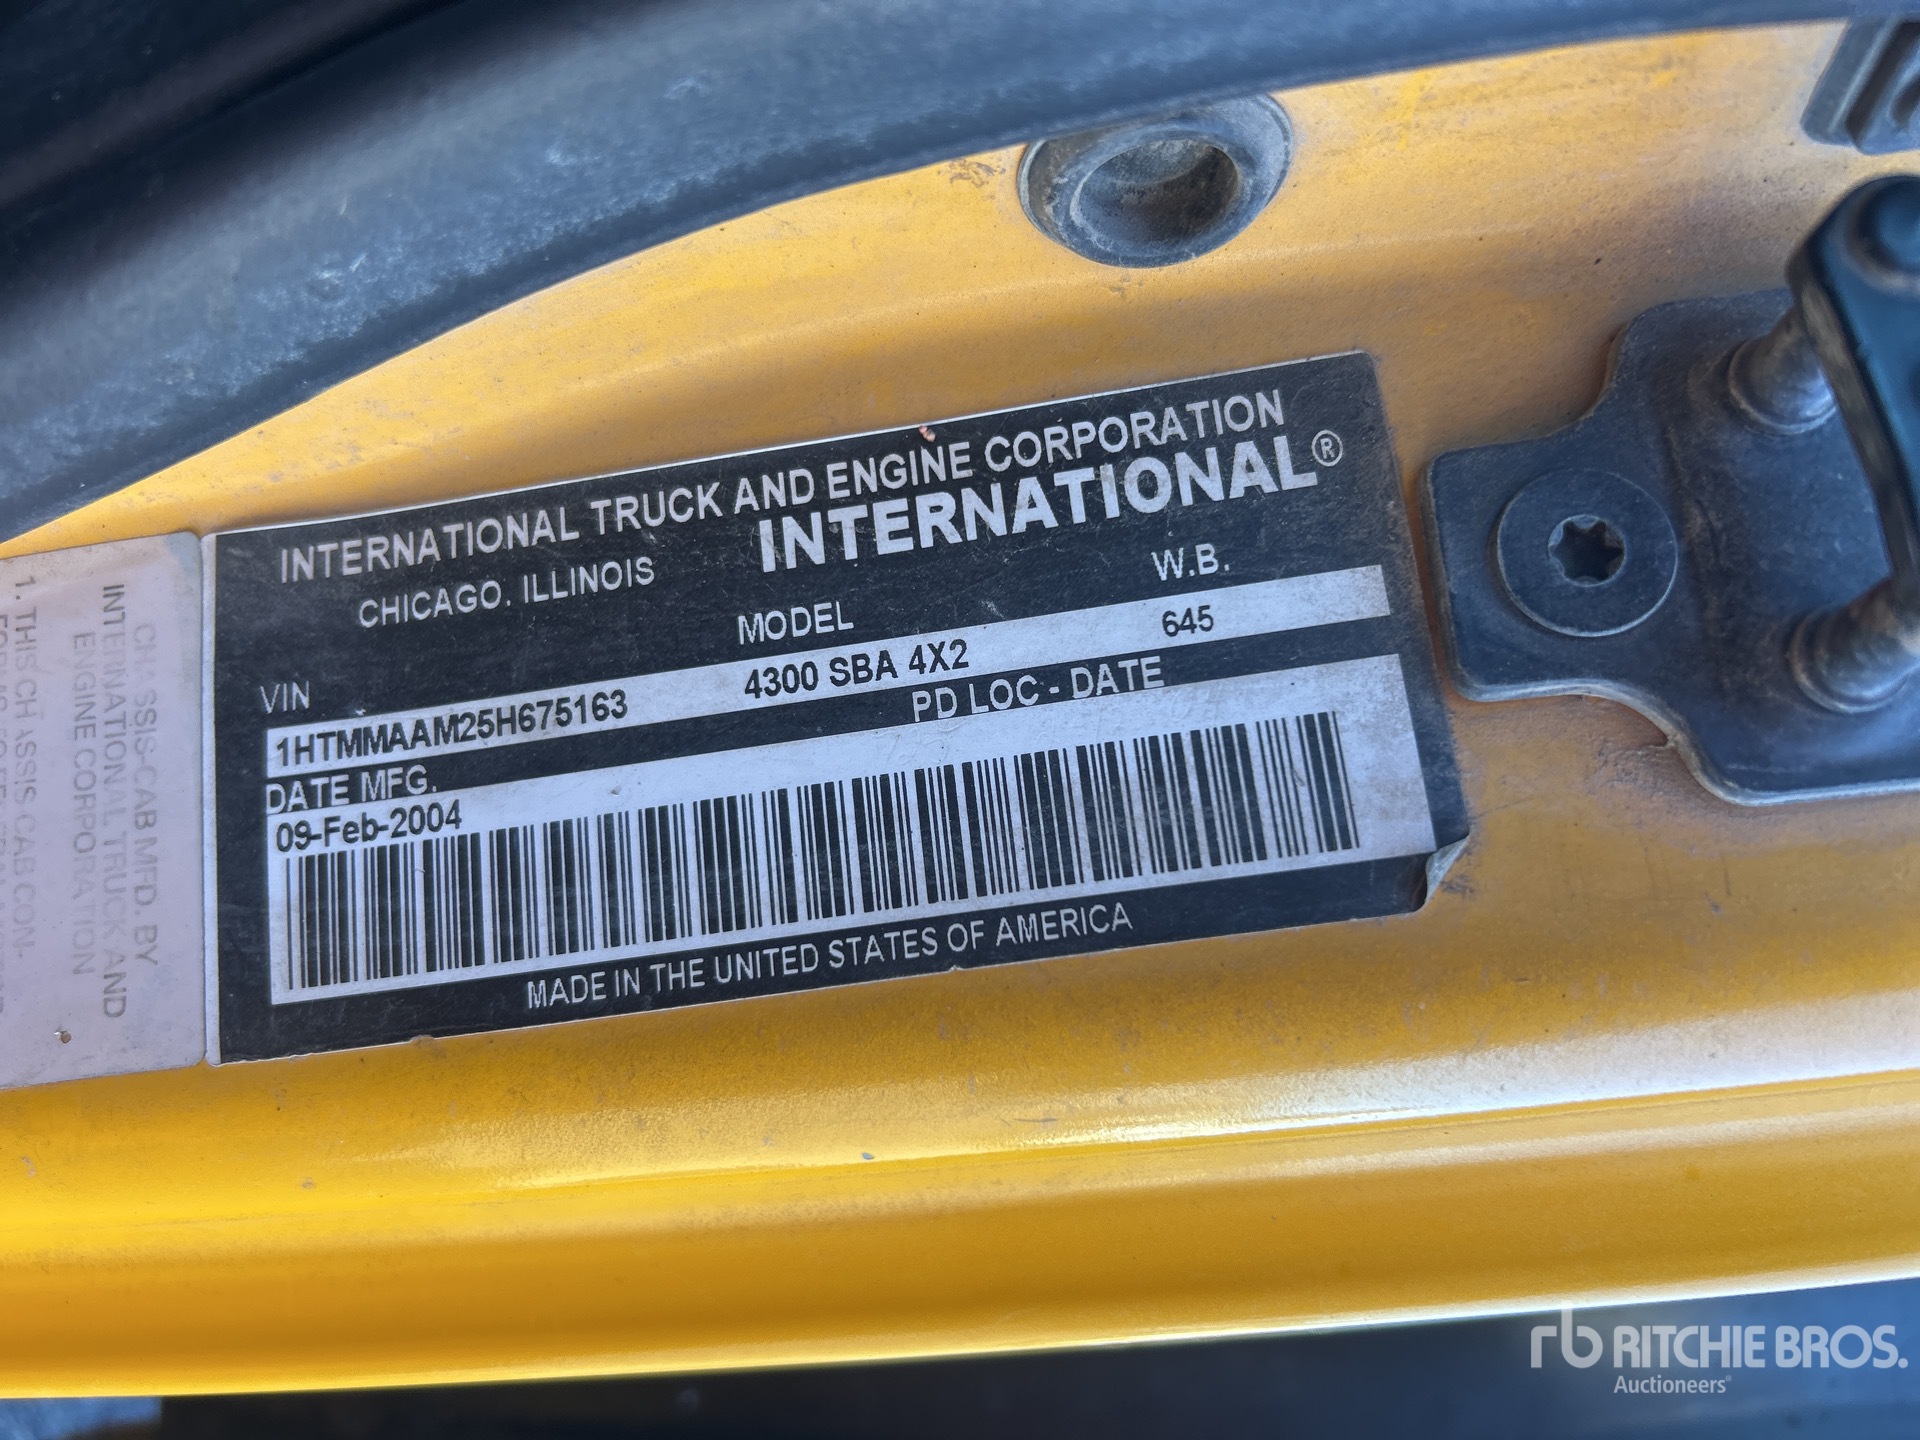 INTERNATIONAL TRUCK AND ENGINE CORPORATION
CHICAGO, ILLINOIS
INTERNATIONAL®
VIN
MODEL
W.B.
1HTMMAAM25H675163
4300 SBA 4X2
645
DATE MFG.
PD LOC - DATE
09-Feb-2004
MADE IN THE UNITED STATES OF AMERICA
CHASSIS-CAB MFD. BY
INTERNATIONAL TRUCK AND
ENGINE CORPORATION
1. THIS CHASSIS CAB CON-
rb RITCHIE BROS.
Auctioneers